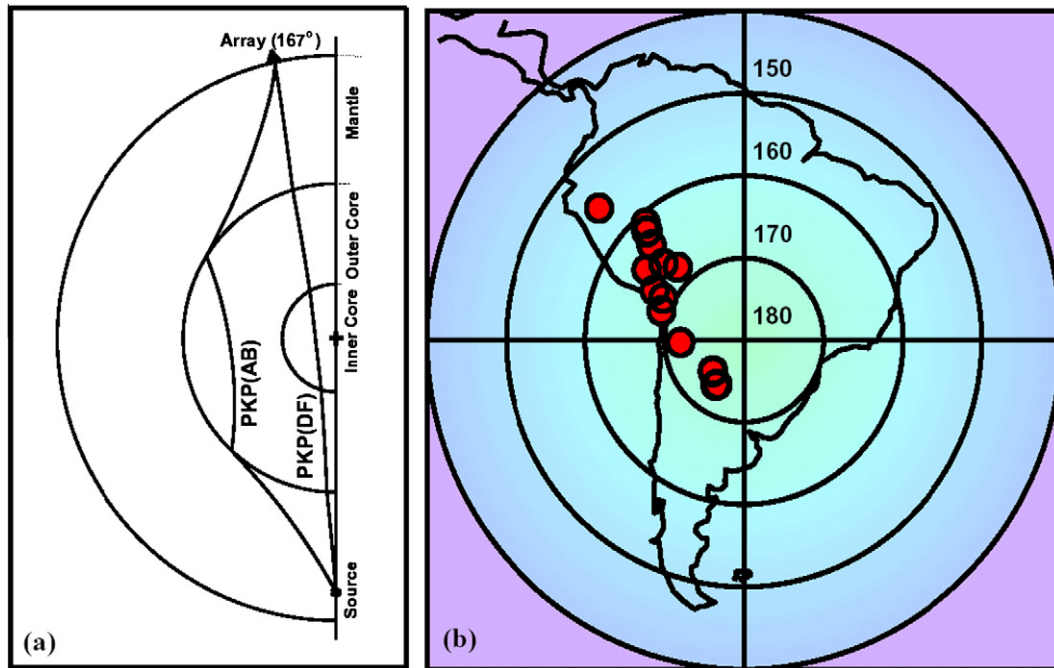 Array (167°)
Mantle
Outer Core
Inner Core
PKP(AB)
PKP(DF)
Source
(a)
150
160
170
180
(b)